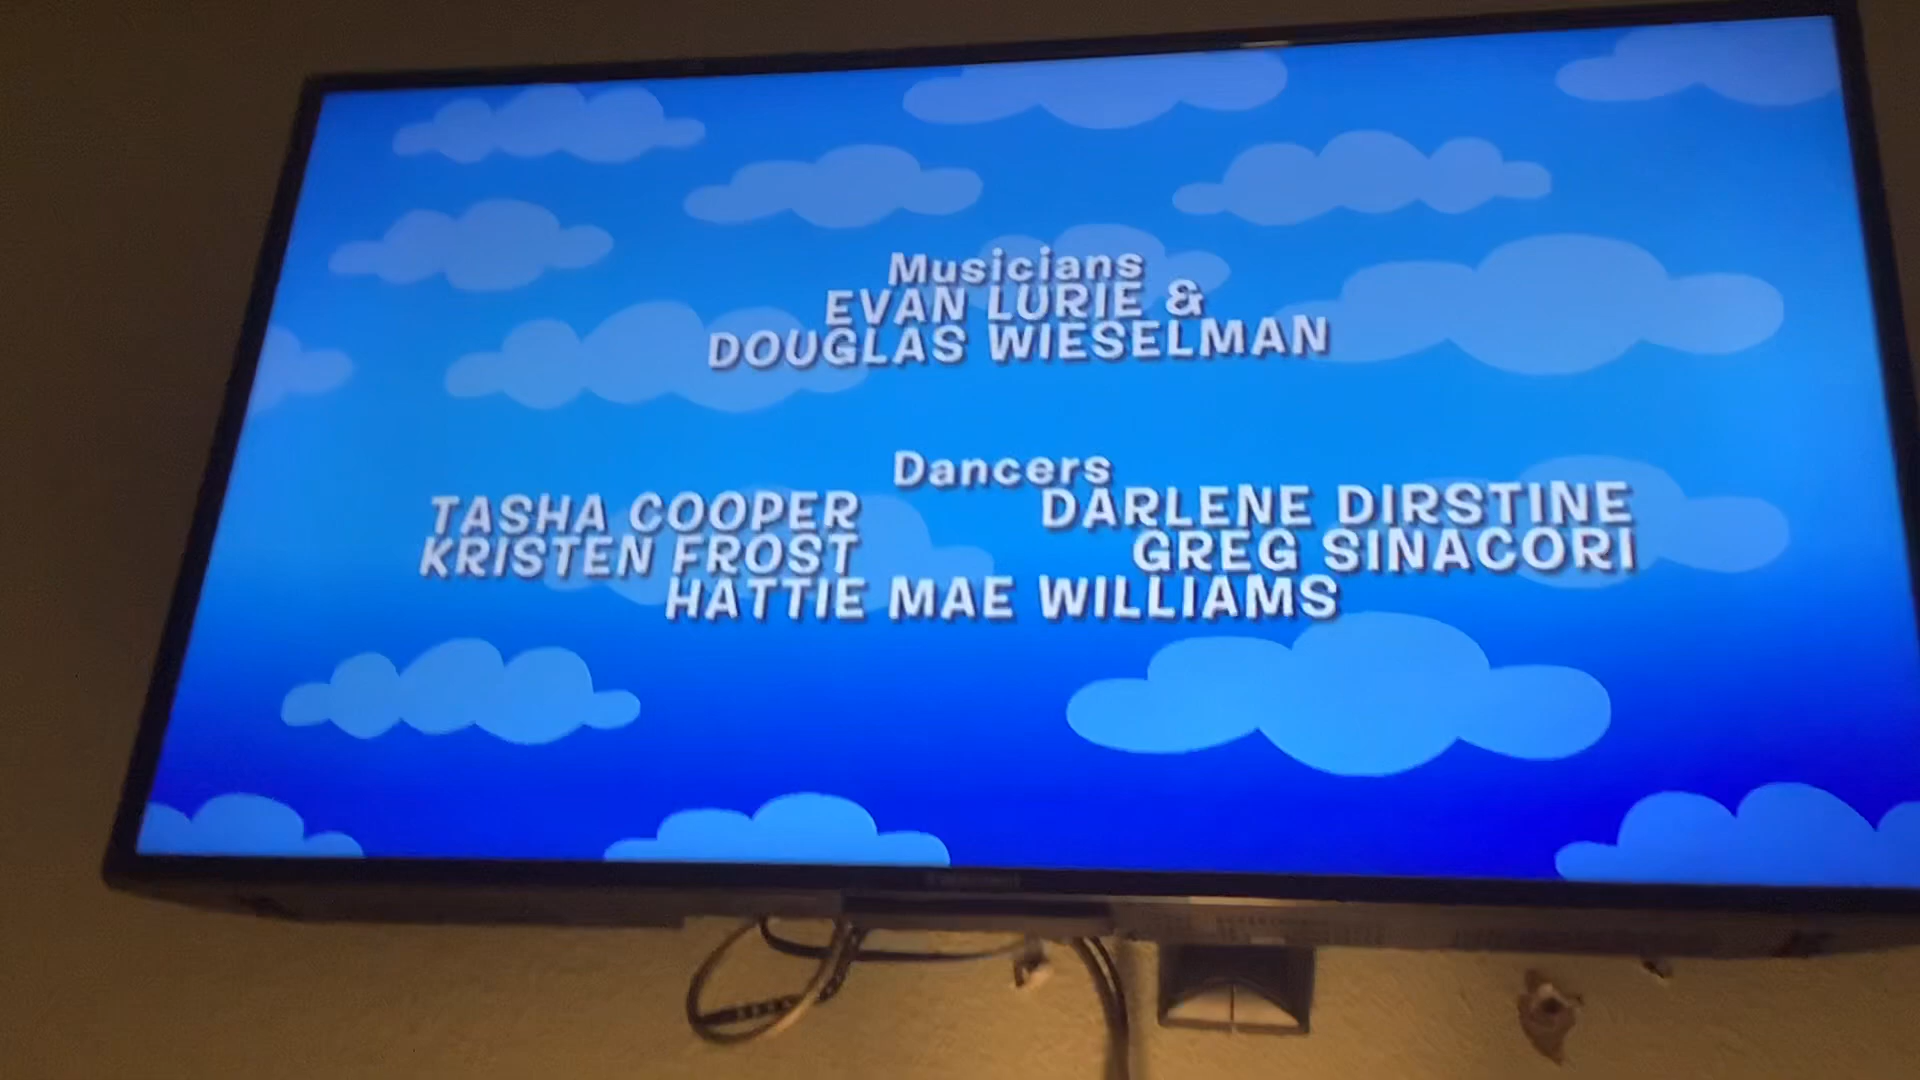 Musicians
EVAN LURIE &
DOUGLAS WIESELMAN
Dancers
TASHA COOPER DARLENE DIRSTINE
KRISTEN FROST GREG SINACORI
HATTIE MAE WILLIAMS